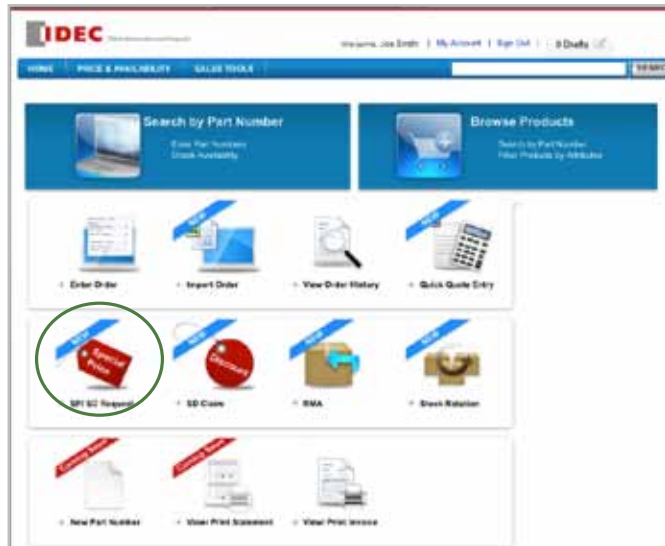 IDEC
Welcome, Joe Smith | My Account | Sign Out | 0 Drafts
HOME PRICE & AVAILABILITY SALES TOOLS
SEARC
Search by Part Number
Enter Part Numbers
Check Availability
Browse Products
Search by Part Number
Filter Products by Attributes
NEW
NEW
Enter Order
Import Order
View Order History
Quick Quote Entry
NEW
NEW
NEW
NEW
Special Price
Discount
SP/ SD Request
SD Claim
RMA
Stock Rotation
Coming Soon
Coming Soon
New Part Number
View/ Print Statement
View/ Print Invoice